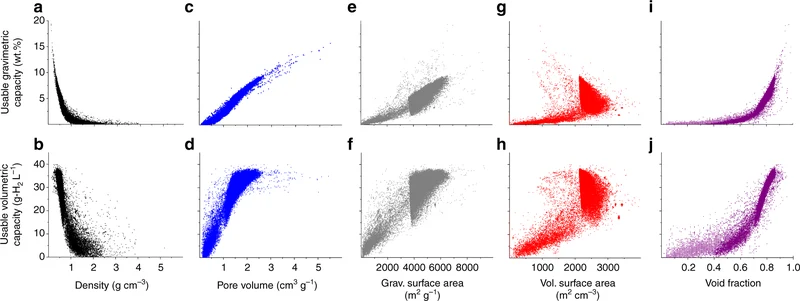 a
c
e
g
i
Usable gravimetric
capacity (wt.%)
20
15
10
5
b
d
f
h
j
Usable volumetric
capacity (g-H₂ L⁻¹)
40
30
20
10
0
1 2 3 4 5
1 2 3 4 5
2000 4000 6000 8000
1000 2000 3000
0.2 0.4 0.6 0.8 1.0
Density (g cm⁻³)
Pore volume (cm³ g⁻¹)
Grav. surface area
(m² g⁻¹)
Vol. surface area
(m² cm⁻³)
Void fraction